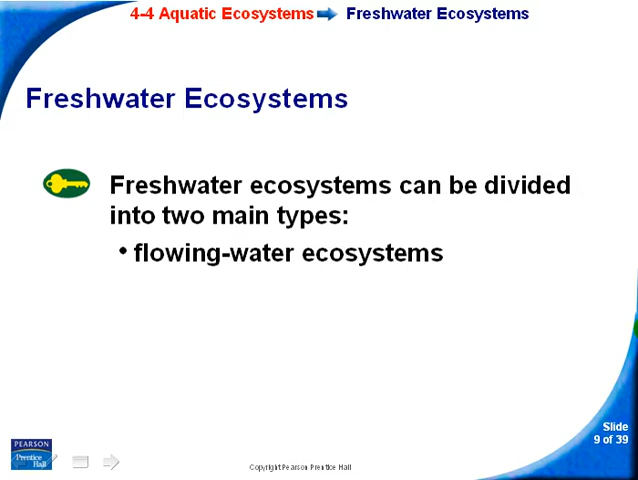 4-4 Aquatic Ecosystems Freshwater Ecosystems
Freshwater Ecosystems
Freshwater ecosystems can be divided
into two main types:
• flowing-water ecosystems
Slide
9 of 39
PEARSON
Prentice
Hall
Copyright Pearson Prentice Hall